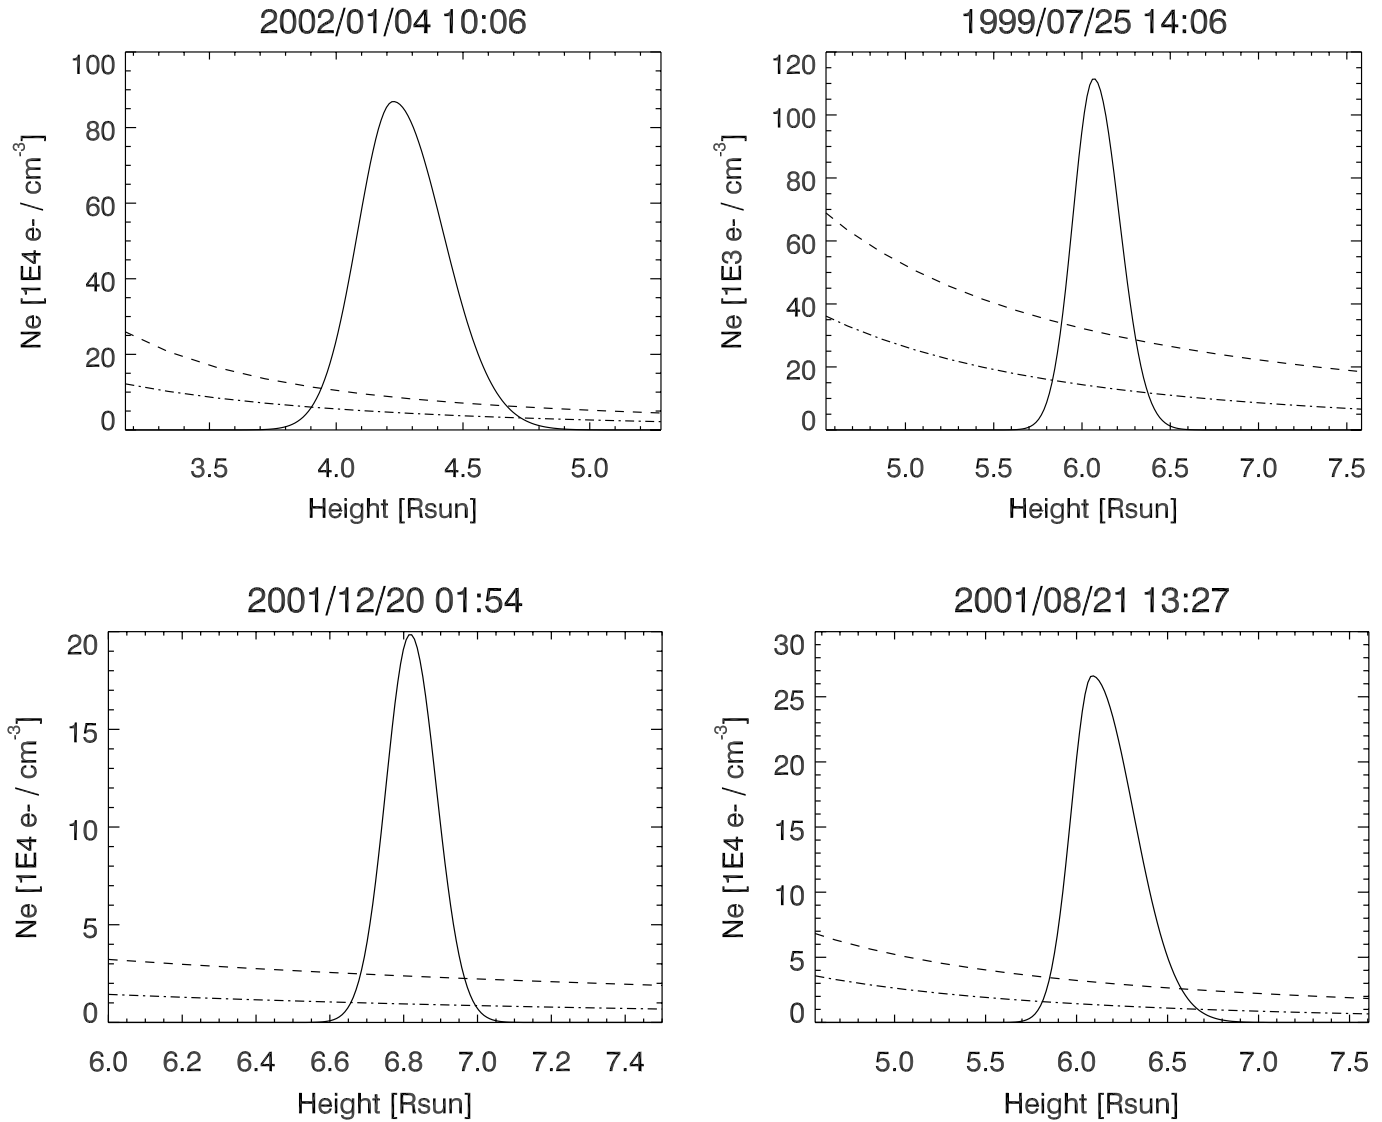 2002/01/04 10:06
100
80
60
40
20
0
Ne [1E4 e- / cm⁻³]
3.5 4.0 4.5 5.0
Height [Rsun]
1999/07/25 14:06
120
100
80
60
40
20
0
Ne [1E3 e- / cm⁻³]
5.0 5.5 6.0 6.5 7.0 7.5
Height [Rsun]
2001/12/20 01:54
20
15
10
5
0
Ne [1E4 e- / cm⁻³]
6.0 6.2 6.4 6.6 6.8 7.0 7.2 7.4
Height [Rsun]
2001/08/21 13:27
30
25
20
15
10
5
0
Ne [1E4 e- / cm⁻³]
5.0 5.5 6.0 6.5 7.0 7.5
Height [Rsun]